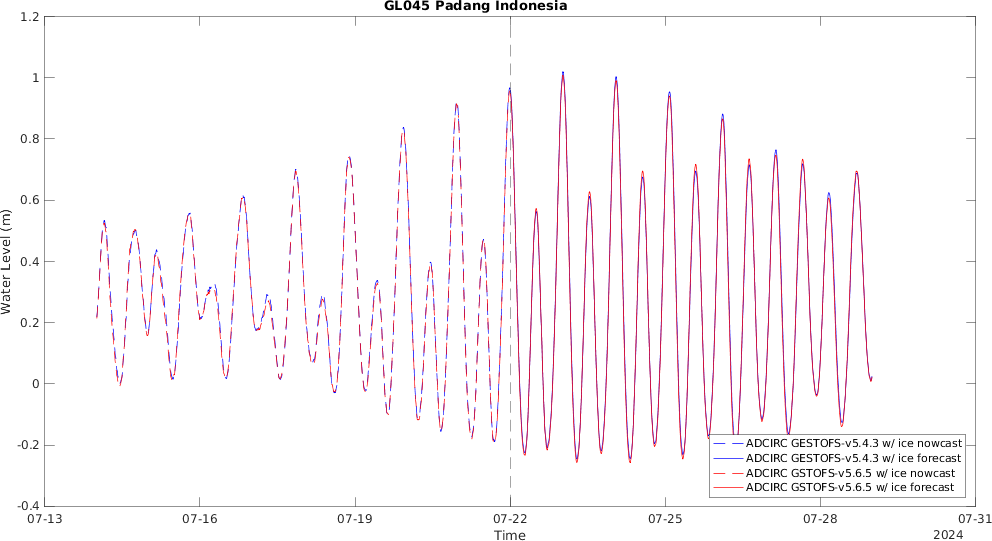 GL045 Padang Indonesia
1.2
1
0.8
0.6
0.4
0.2
0
-0.2
-0.4
Water Level (m)
ADCIRC GESTOFS-v5.4.3 w/ ice nowcast
ADCIRC GESTOFS-v5.4.3 w/ ice forecast
ADCIRC GSTOFS-v5.6.5 w/ ice nowcast
ADCIRC GSTOFS-v5.6.5 w/ ice forecast
07-13 07-16 07-19 07-22 07-25 07-28 07-31
Time
2024